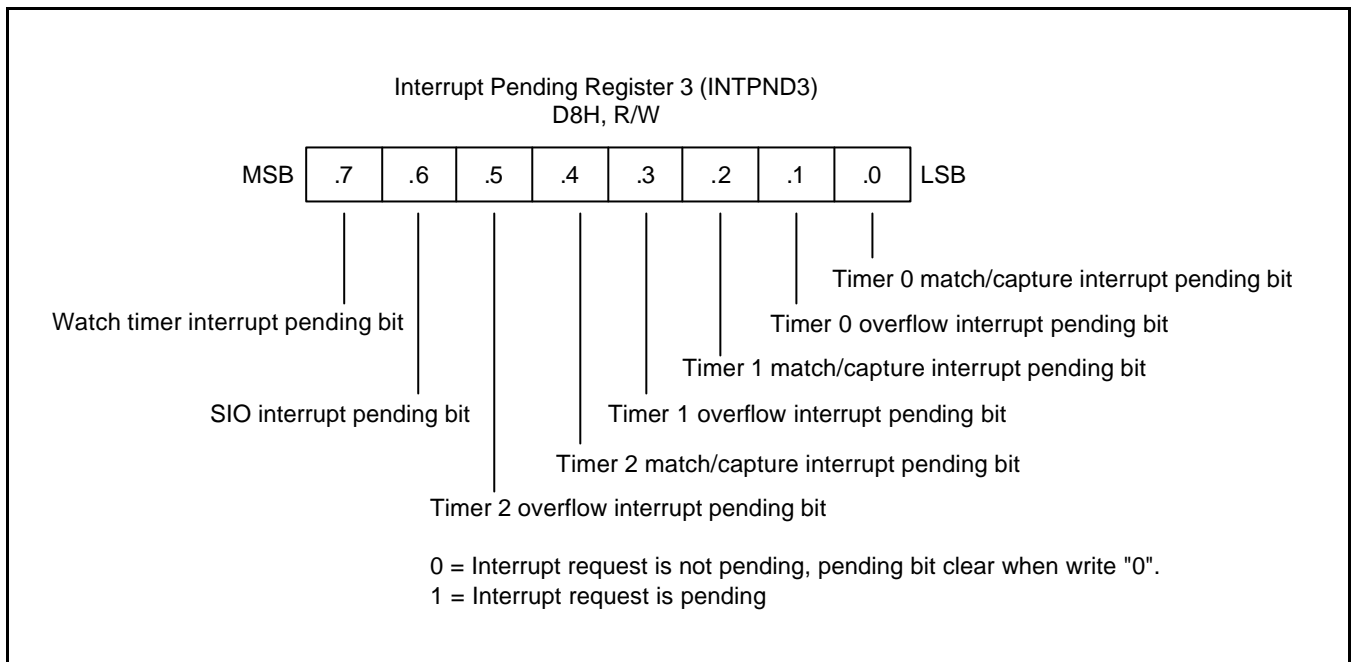 Interrupt Pending Register 3 (INTPND3)
D8H, R/W
MSB .7 .6 .5 .4 .3 .2 .1 .0 LSB
Timer 0 match/capture interrupt pending bit
Watch timer interrupt pending bit
Timer 0 overflow interrupt pending bit
Timer 1 match/capture interrupt pending bit
SIO interrupt pending bit
Timer 1 overflow interrupt pending bit
Timer 2 match/capture interrupt pending bit
Timer 2 overflow interrupt pending bit
0 = Interrupt request is not pending, pending bit clear when write "0".
1 = Interrupt request is pending